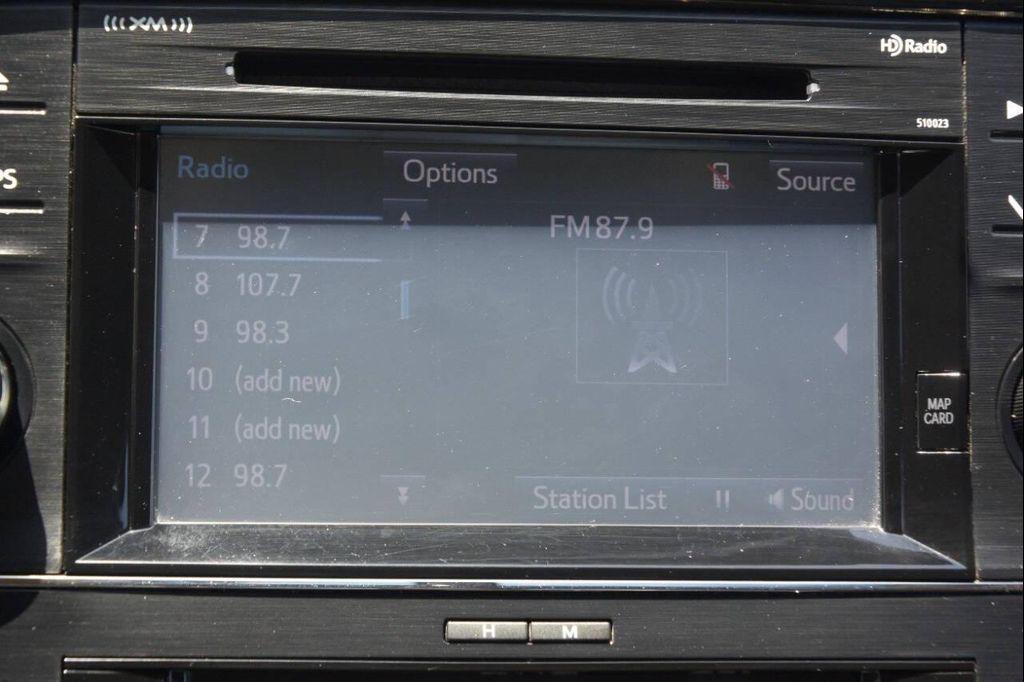 XM
HD Radio
510023
PS
Radio
Options
Source
FM 87.9
7 98.7
8 107.7
9 98.3
10 (add new)
11 (add new)
12 98.7
MAP
CARD
Station List
Sound
H M